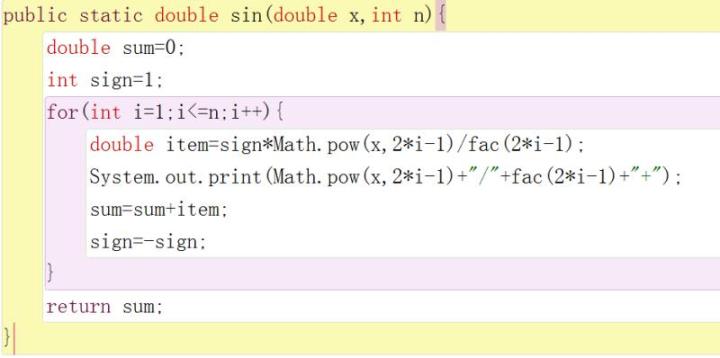 public static double sin(double x,int n){
double sum=0;
int sign=1;
for(int i=1;i<=n;i++){
double item=sign*Math.pow(x,2*i-1)/fac(2*i-1);
System.out.print(Math.pow(x,2*i-1)+"/"+fac(2*i-1)+"+");
sum=sum+item;
sign=-sign;
}
return sum;
}